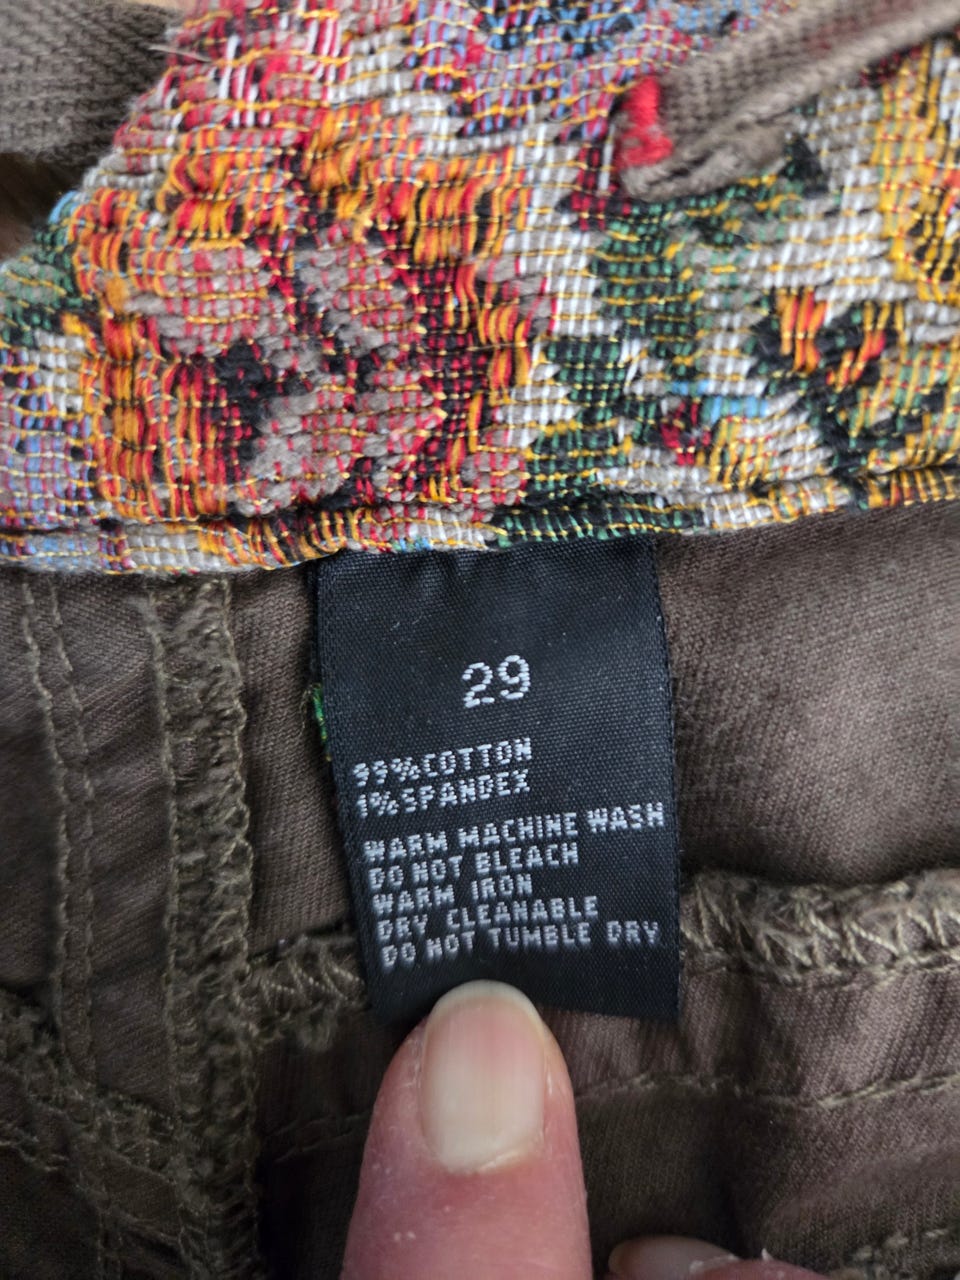 29
99%COTTON
1%SPANDEX
WARM MACHINE WASH
DO NOT BLEACH
WARM IRON
DRY CLEANABLE
DO NOT TUMBLE DRY